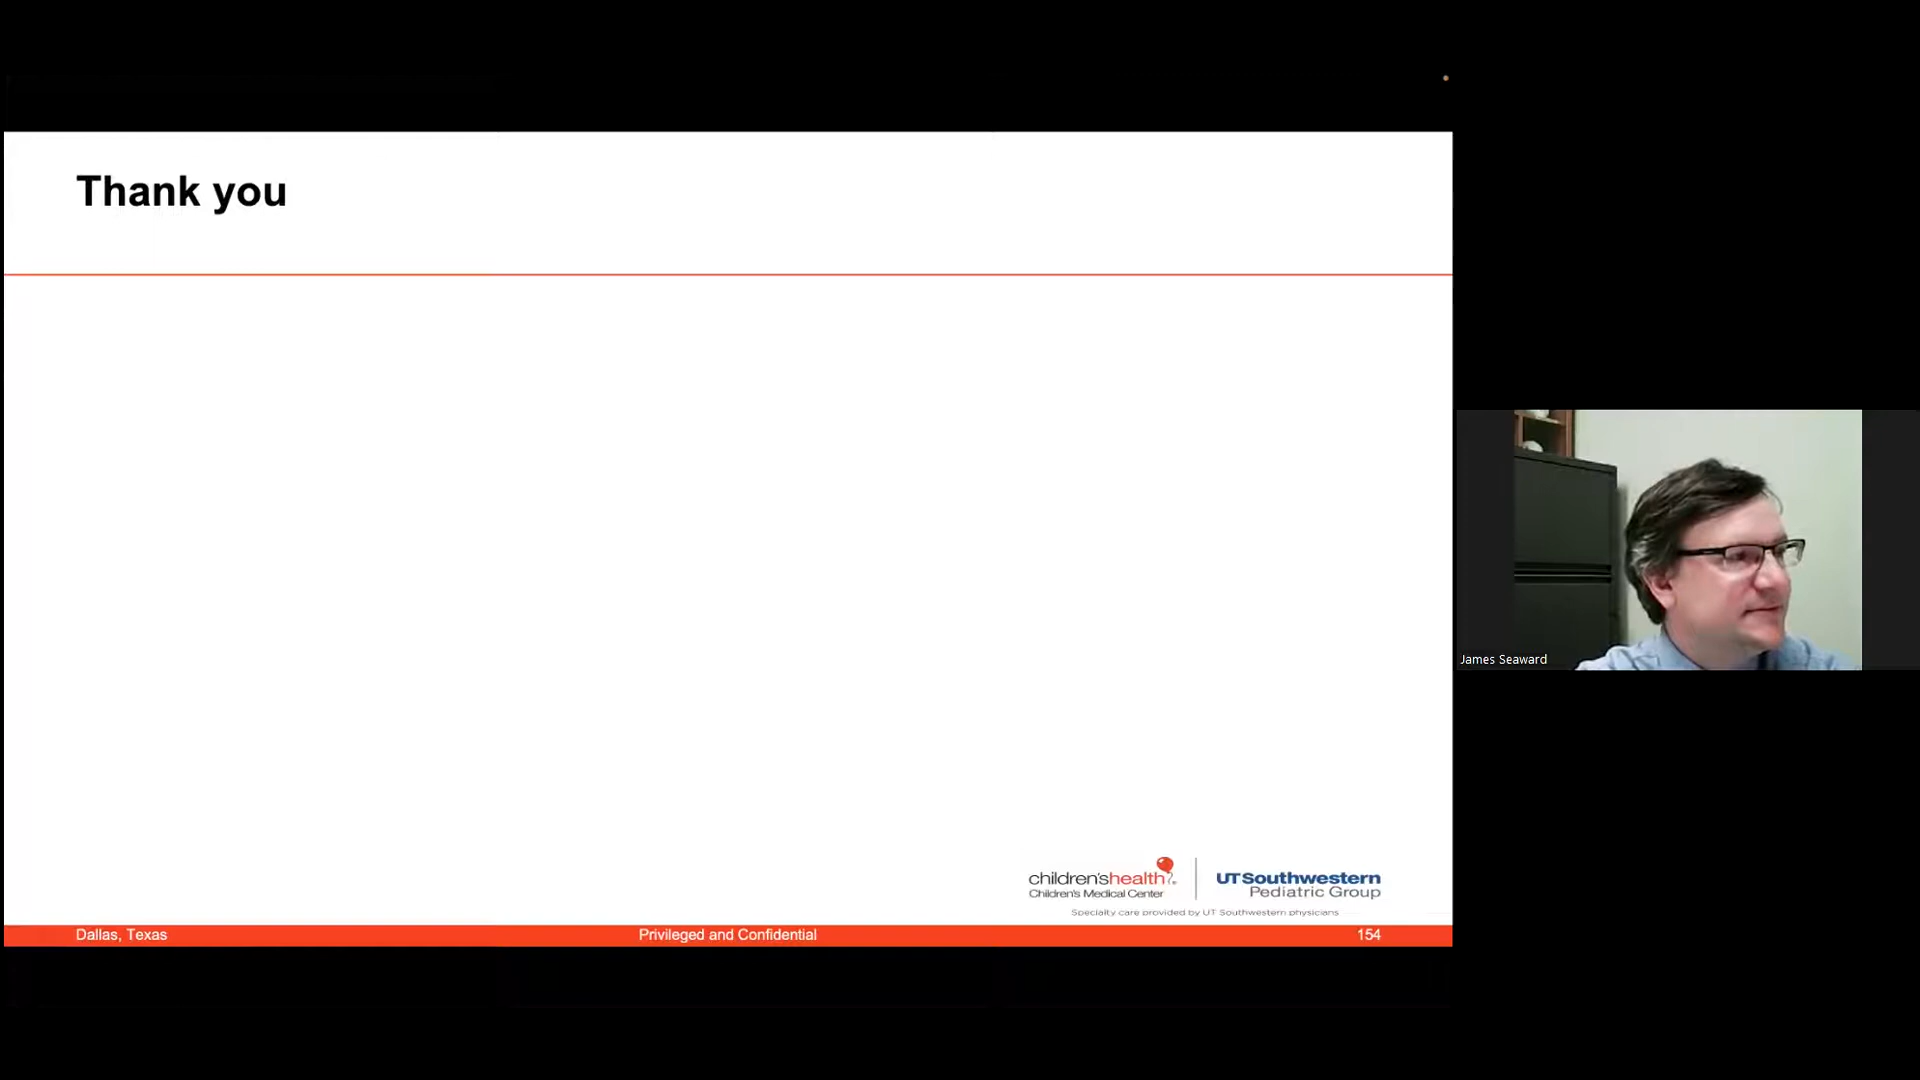 Thank you
James Seaward
children'shealth
Children's Medical Center
UTSouthwestern
Pediatric Group
Specialty care provided by UT Southwestern physicians
Dallas, Texas
Privileged and Confidential
154